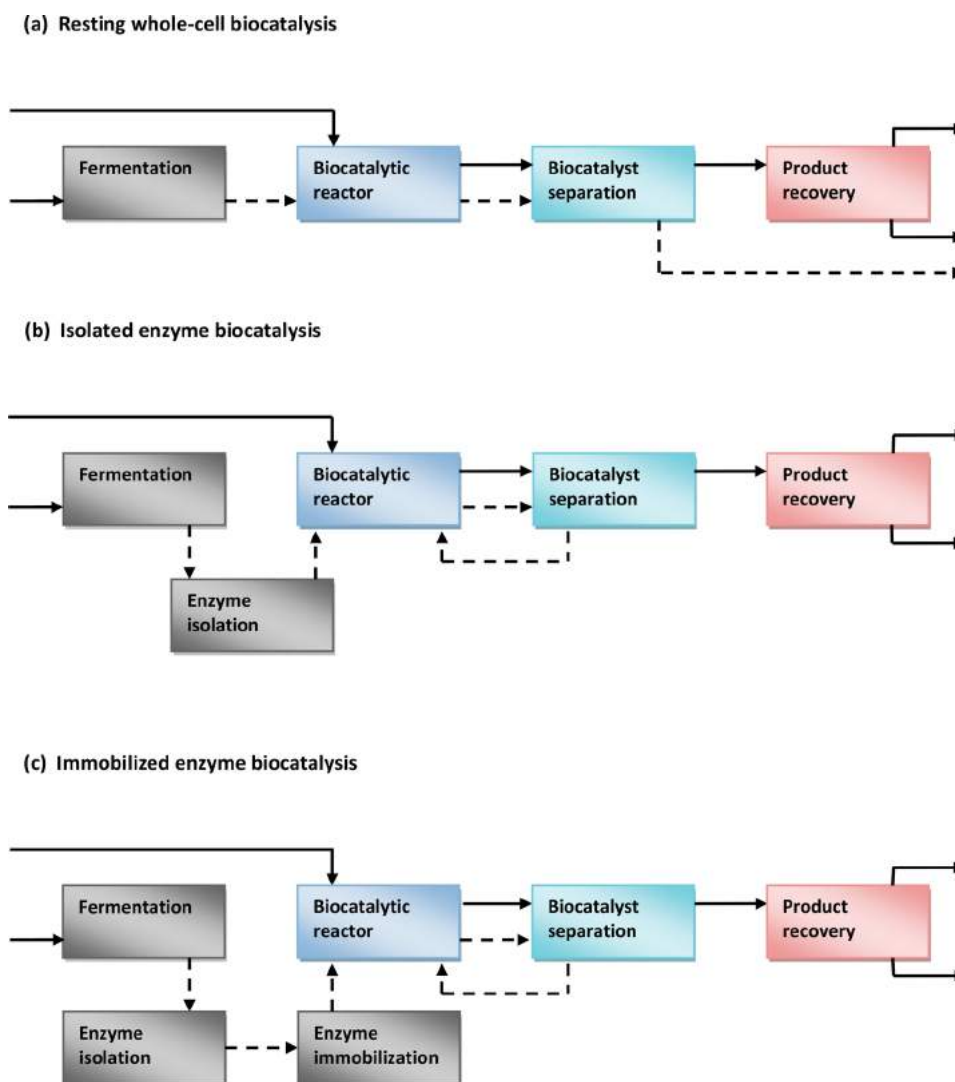 (a) Resting whole-cell biocatalysis
Fermentation
Biocatalytic
reactor
Biocatalyst
separation
Product
recovery
(b) Isolated enzyme biocatalysis
Fermentation
Biocatalytic
reactor
Biocatalyst
separation
Product
recovery
Enzyme
isolation
(c) Immobilized enzyme biocatalysis
Fermentation
Biocatalytic
reactor
Biocatalyst
separation
Product
recovery
Enzyme
isolation
Enzyme
immobilization